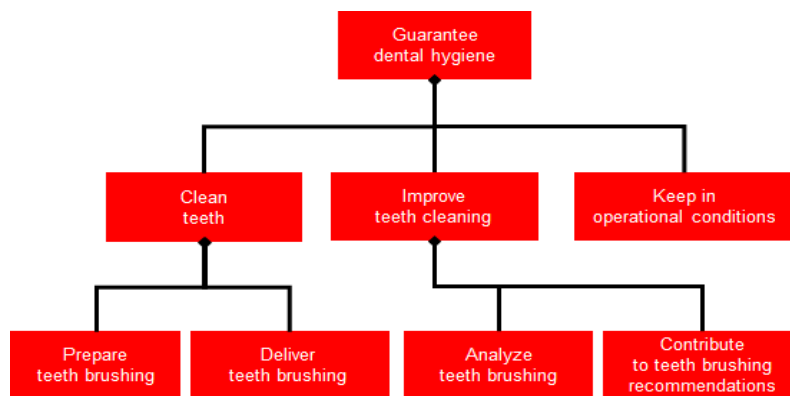 Guarantee
dental hygiene
Clean
teeth
Improve
teeth cleaning
Keep in
operational conditions
Prepare
teeth brushing
Deliver
teeth brushing
Analyze
teeth brushing
Contribute
to teeth brushing
recommendations